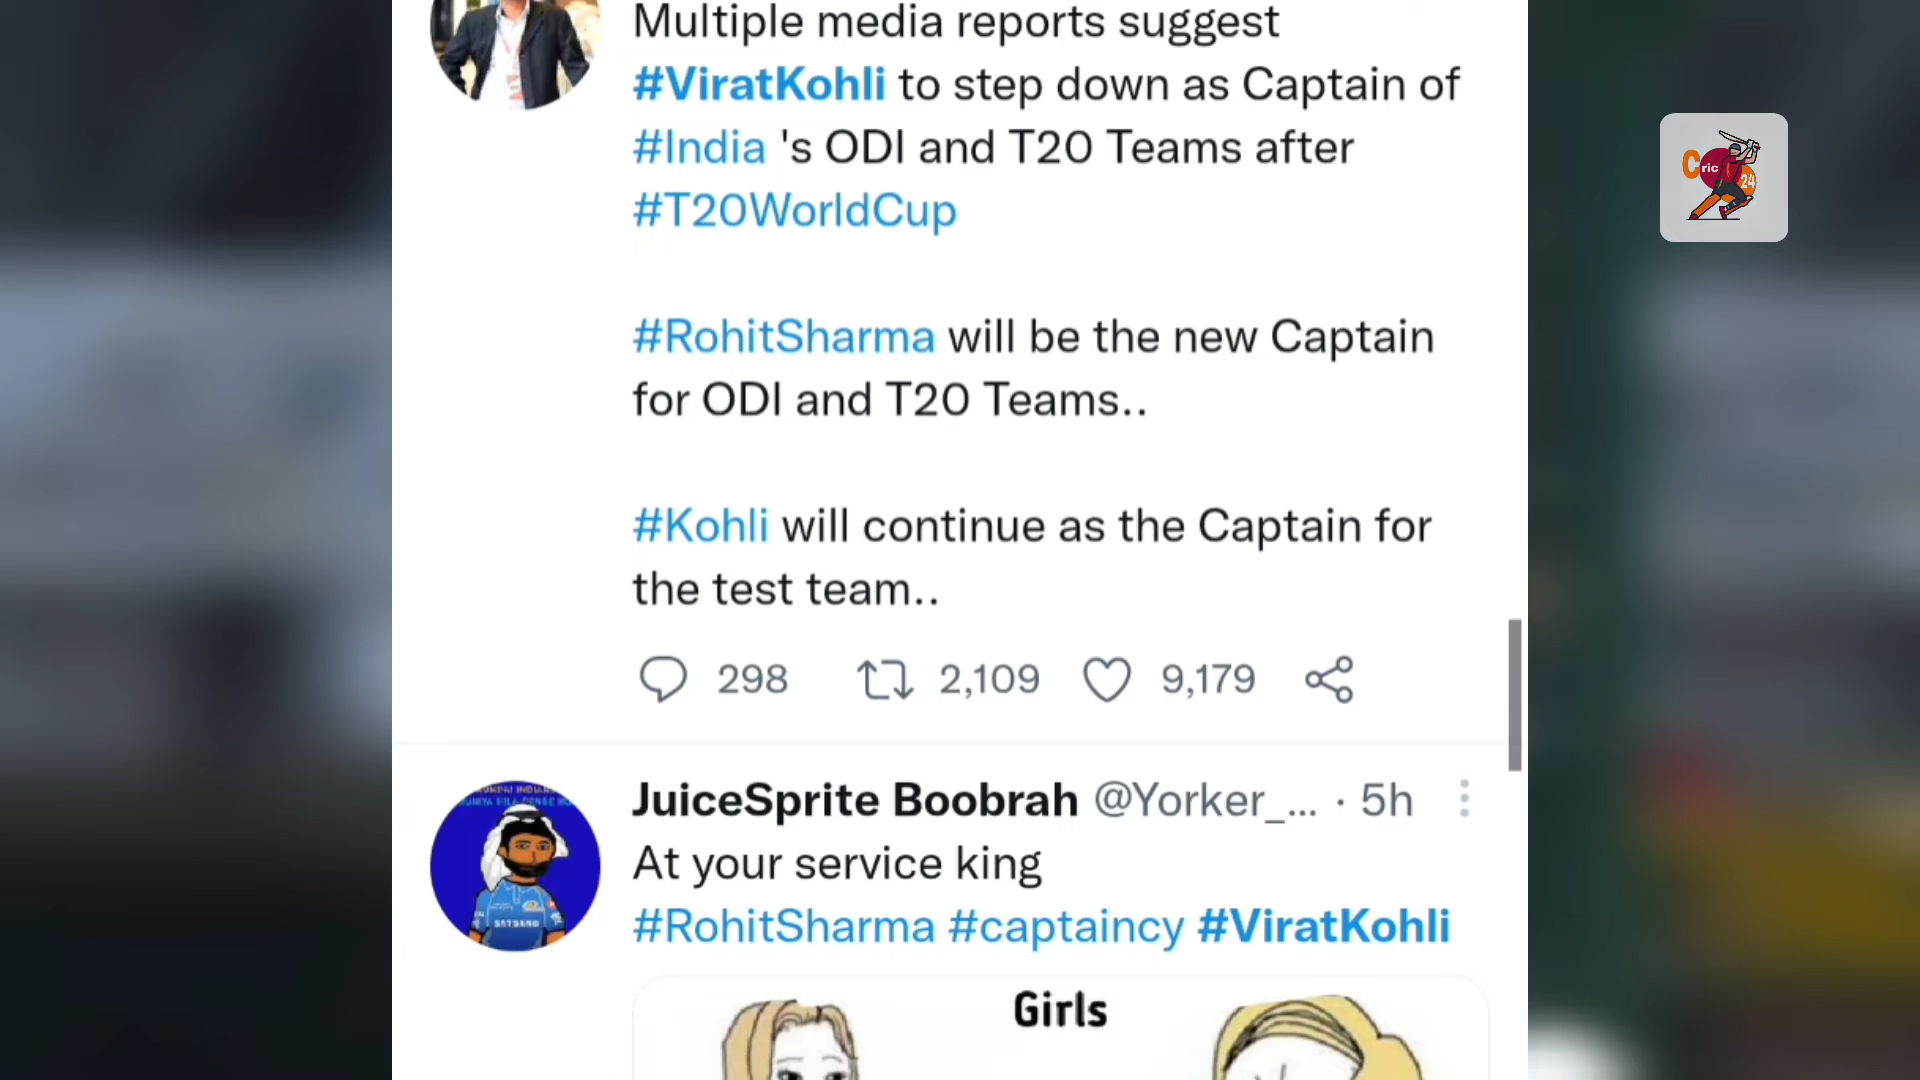 Multiple media reports suggest
#ViratKohli to step down as Captain of
#India 's ODI and T20 Teams after
#T20WorldCup
#RohitSharma will be the new Captain
for ODI and T20 Teams..
#Kohli will continue as the Captain for
the test team..
298 2,109 9,179
JuiceSprite Boobrah @Yorker_... · 5h
At your service king
#RohitSharma #captaincy #ViratKohli
Girls
Cric
24